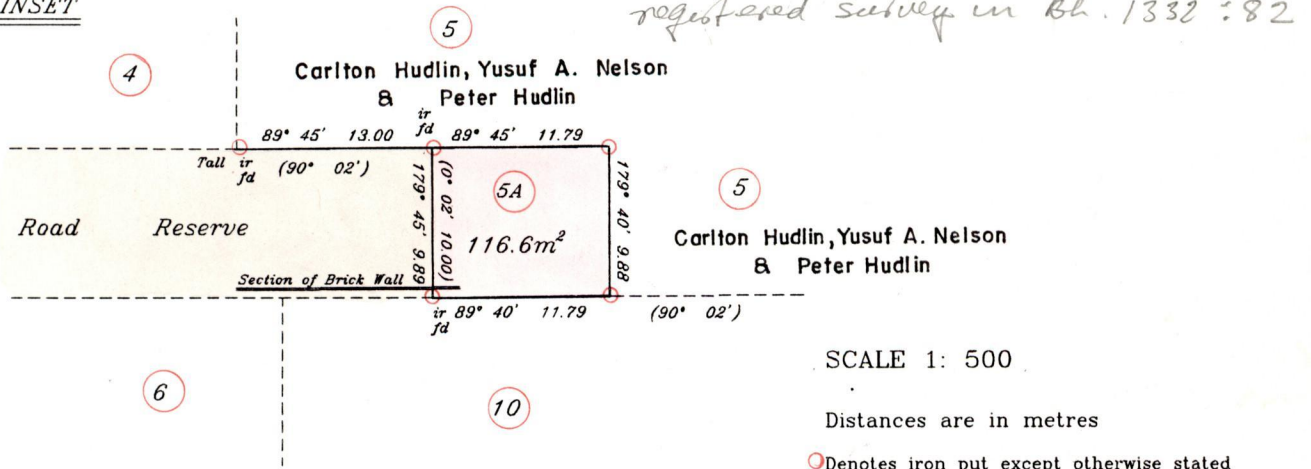 INSET
registered survey in Bk. 1332 : 82
5
4
Carlton Hudlin, Yusuf A. Nelson
& Peter Hudlin
ir
fd
89° 45' 13.00
89° 45' 11.79
Tall ir
fd
(90° 02')
179° 45' 9.89
(0° 02' 10.00)
5A
116.6m²
179° 40' 9.88
5
Road Reserve
Carlton Hudlin, Yusuf A. Nelson
& Peter Hudlin
Section of Brick Wall
ir
fd
89° 40' 11.79
(90° 02')
6
10
SCALE 1: 500
Distances are in metres
Denotes iron put except otherwise stated